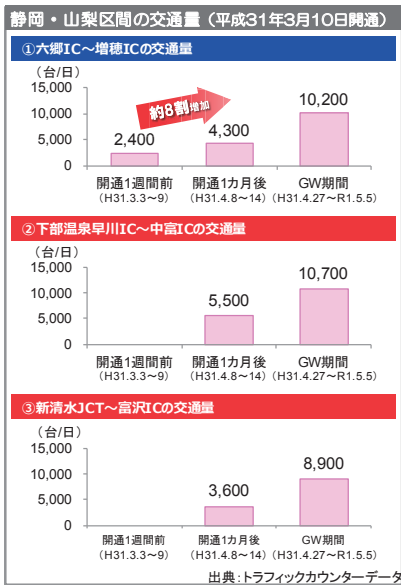 静岡・山梨区間の交通量（平成31年3月10日開通）
①六郷IC～増穂ICの交通量
（台/日）
15,000
10,000
5,000
0
約8割増加
2,400
4,300
10,200
開通1週間前 開通1カ月後 GW期間
（H31.3.3～9） （H31.4.8～14） （H31.4.27～R1.5.5）
②下部温泉早川IC～中富ICの交通量
（台/日）
15,000
10,000
5,000
0
5,500
10,700
開通1週間前 開通1カ月後 GW期間
（H31.3.3～9） （H31.4.8～14） （H31.4.27～R1.5.5）
③新清水JCT～富沢ICの交通量
（台/日）
15,000
10,000
5,000
0
3,600
8,900
開通1週間前 開通1カ月後 GW期間
（H31.3.3～9） （H31.4.8～14） （H31.4.27～R1.5.5）
出典：トラフィックカウンターデータ